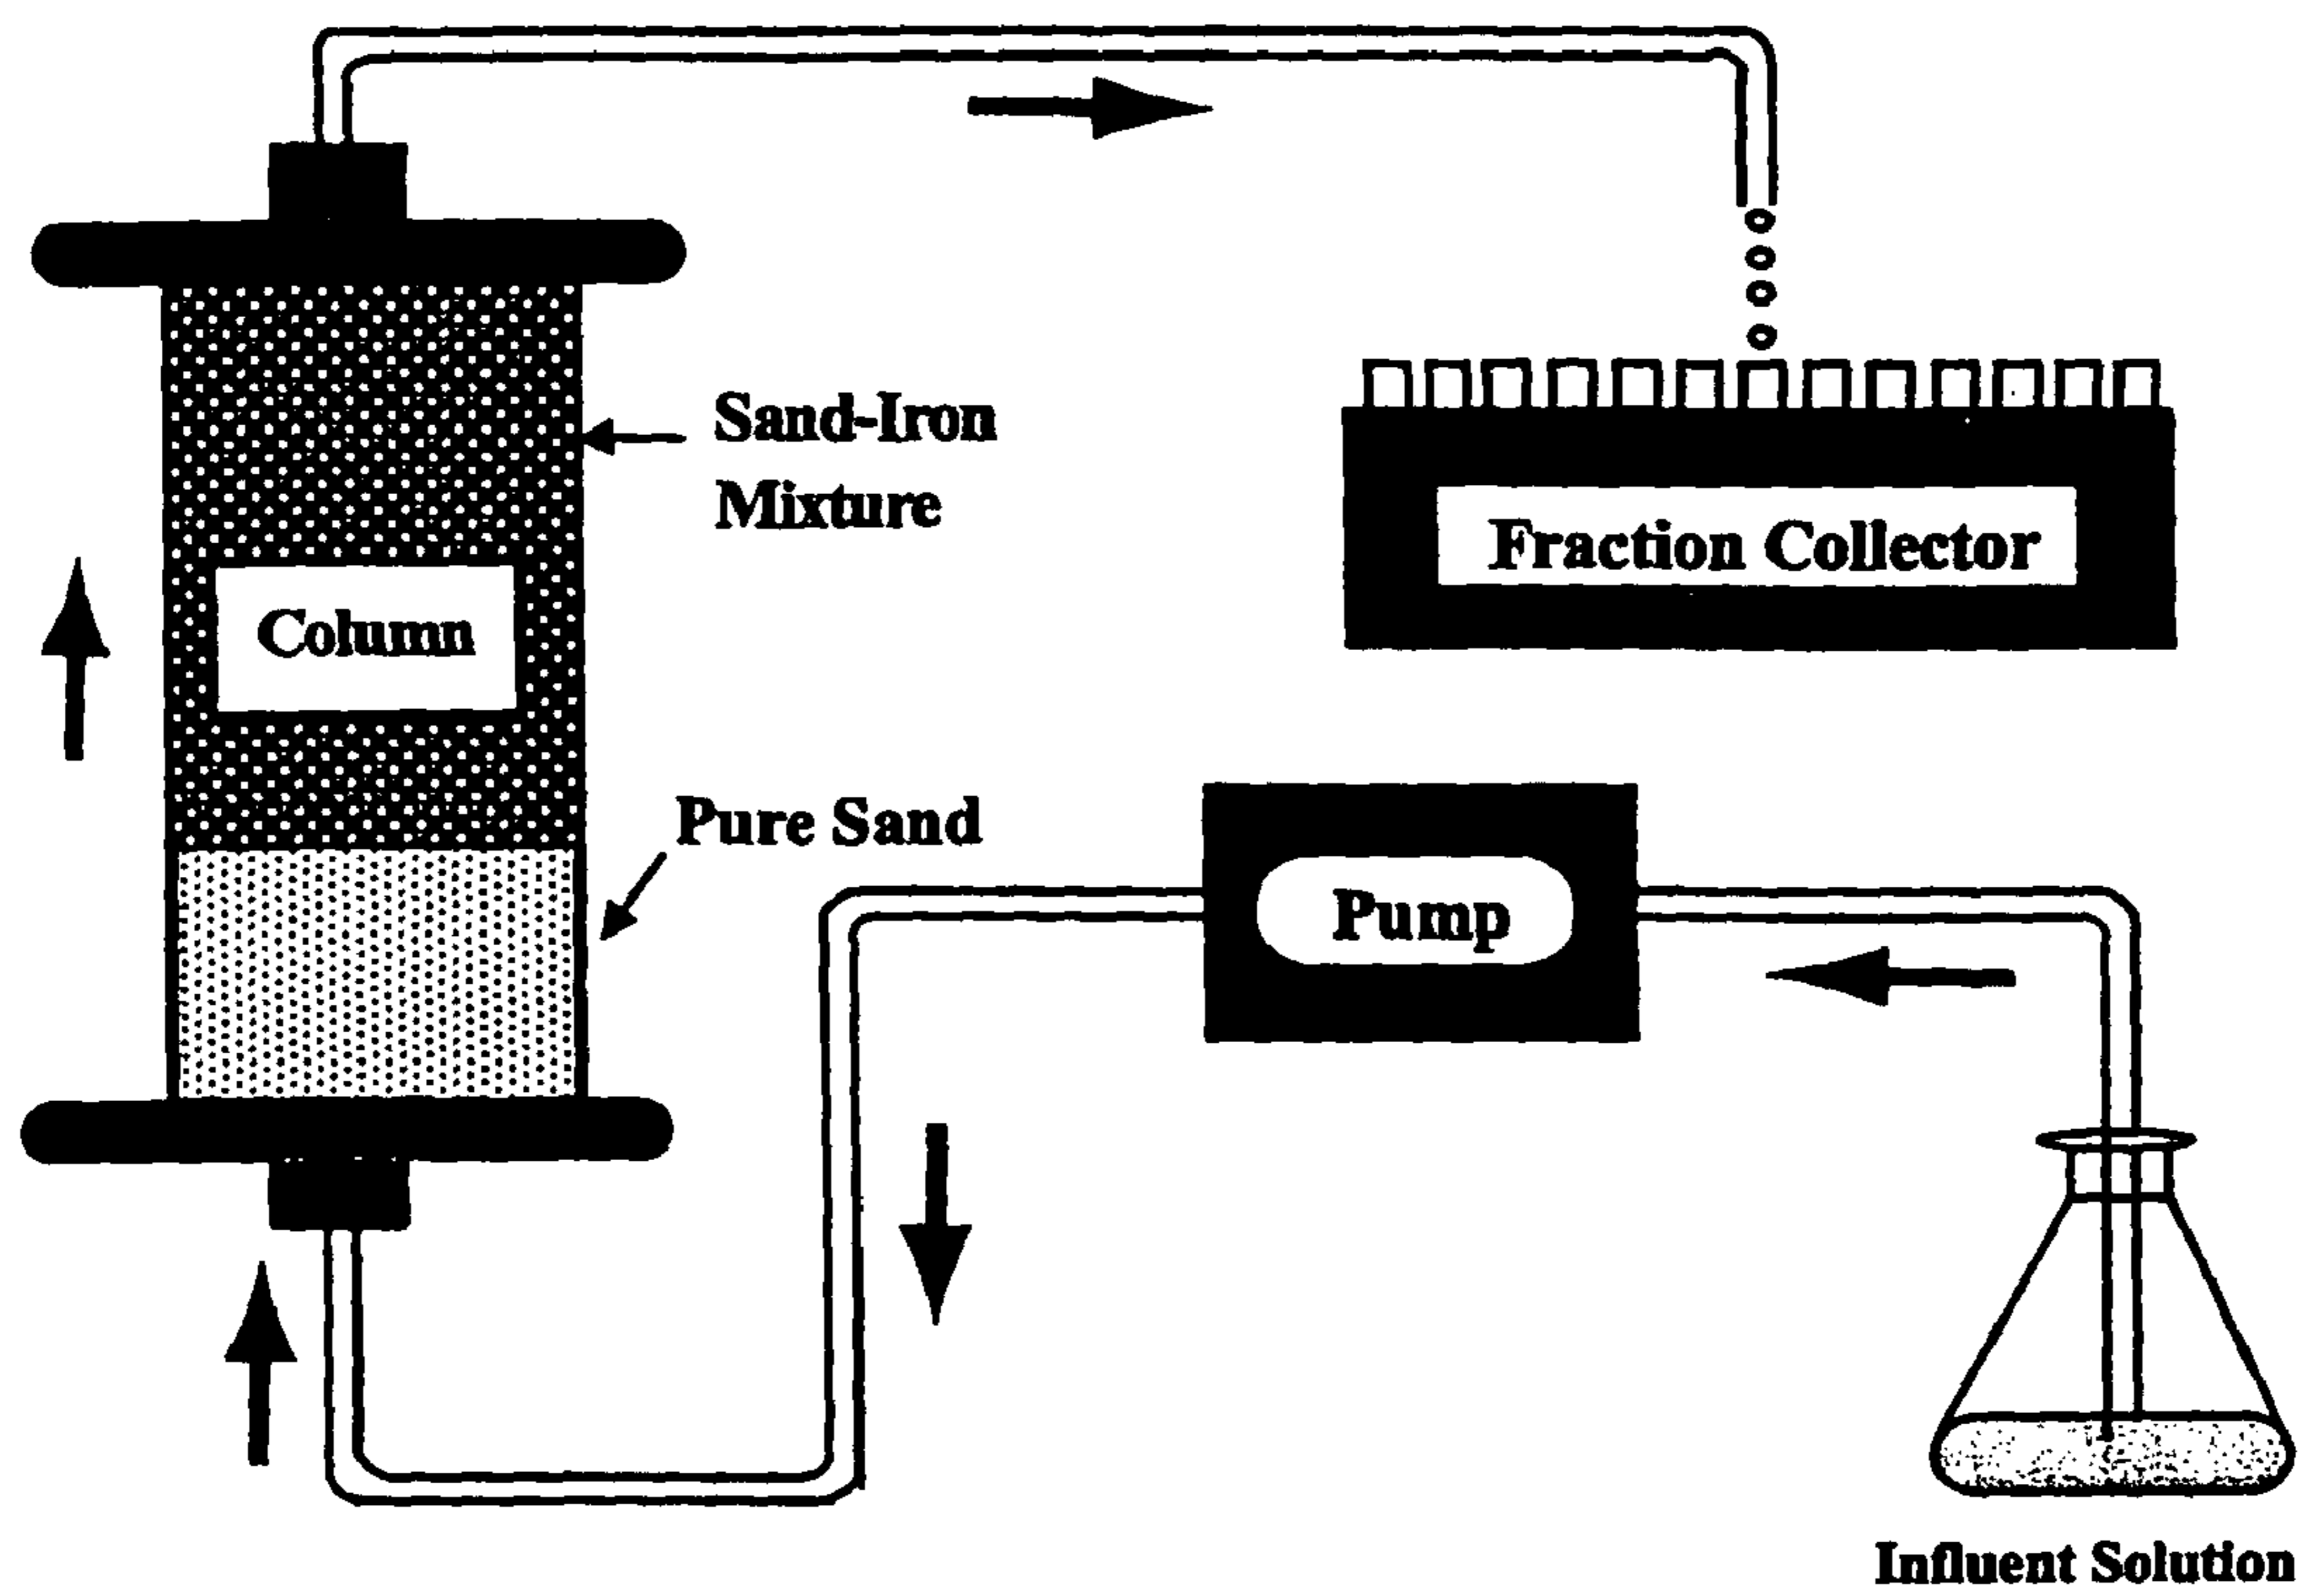 Sand-Iron
Mixture
Fraction Collector
Column
Pure Sand
Pump
Influent Solution